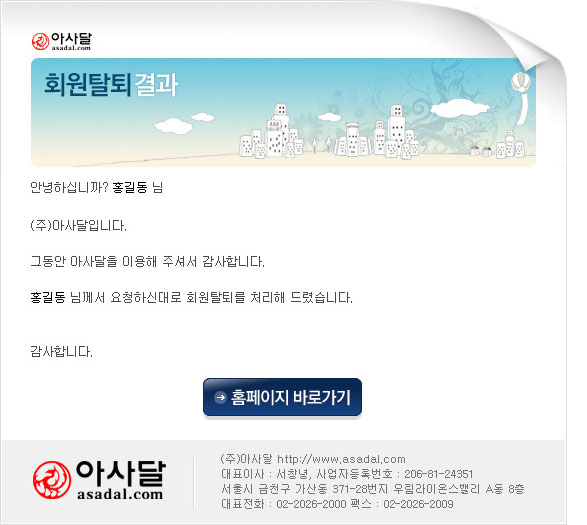 아사달
asadal.com
회원탈퇴결과
안녕하십니까? 홍길동 님
(주)아사달입니다.
그동안 아사달을 이용해 주셔서 감사합니다.
홍길동 님께서 요청하신대로 회원탈퇴를 처리해 드렸습니다.
감사합니다.
홈페이지 바로가기
아사달
asadal.com
(주)아사달 http://www.asadal.com
대표이사 : 서창녕, 사업자등록번호 : 206-81-24351
서울시 금천구 가산동 371-28번지 우림라이온스밸리 A동 8층
대표전화 : 02-2026-2000 팩스 : 02-2026-2009